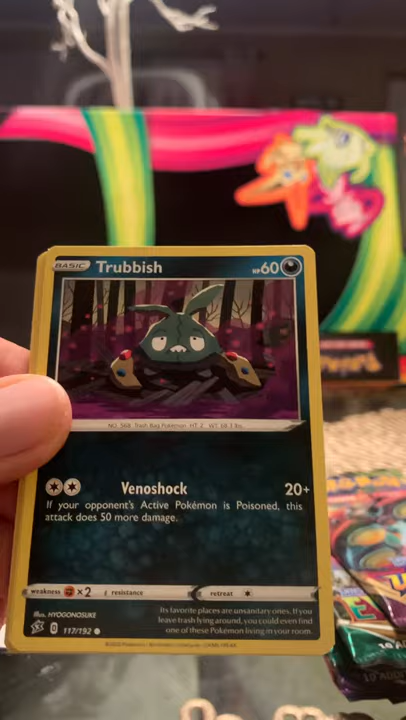 BASIC Trubbish HP60
NO. 568 Trash Bag Pokémon HT: 2' WT: 68.3 lbs.
Venoshock 20+
If your opponent's Active Pokémon is Poisoned, this
attack does 50 more damage.
weakness ×2 resistance retreat
Illus. HYOGONOSUKE
Its favorite places are unsanitary ones. If you
leave trash lying around, you could even find
one of these Pokémon living in your room.
117/192